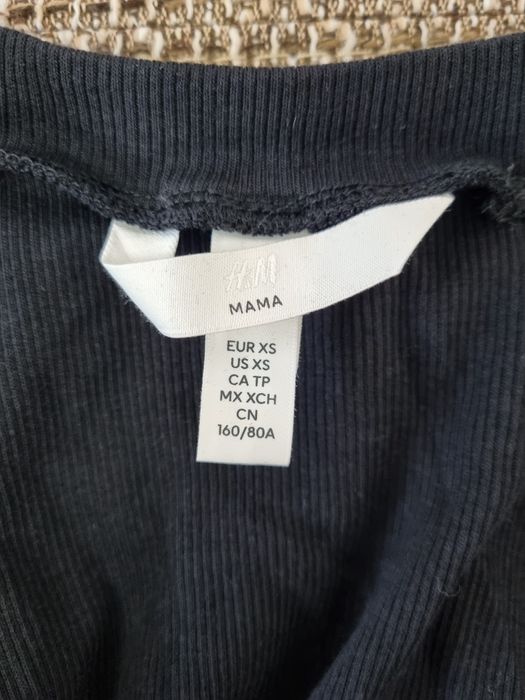 H&M
MAMA
EUR XS
US XS
CA TP
MX XCH
CN
160/80A